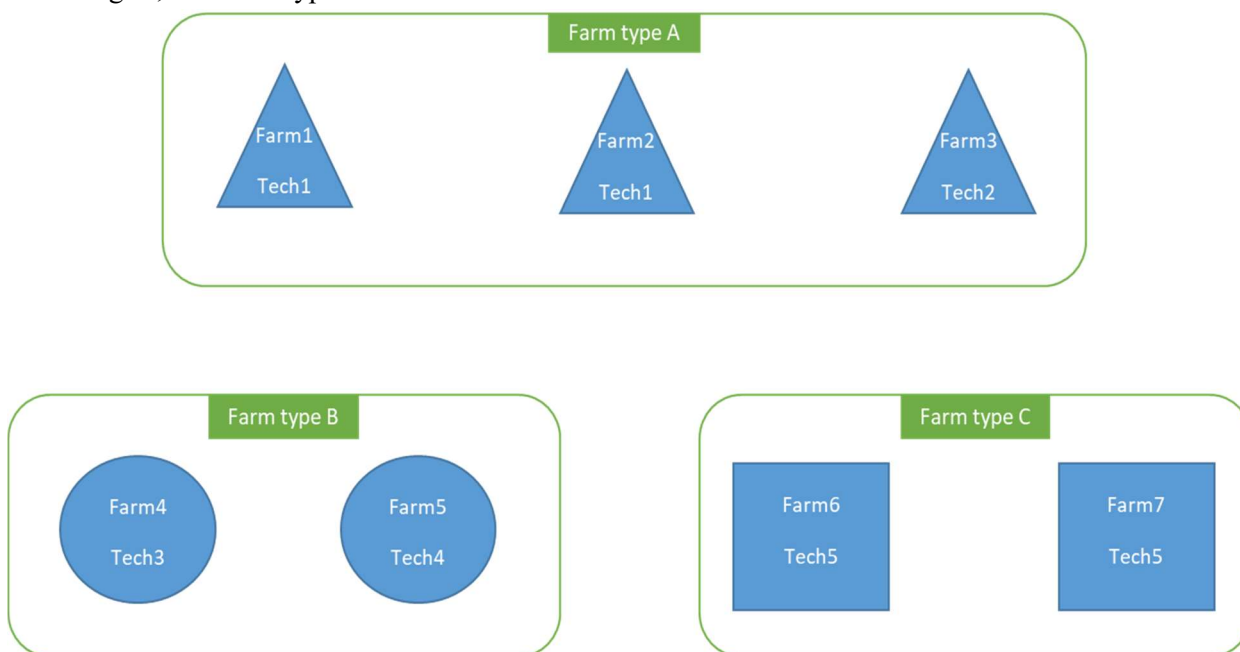 Farm type A
Farm1
Tech1
Farm2
Tech1
Farm3
Tech2
Farm type B
Farm4
Tech3
Farm5
Tech4
Farm type C
Farm6
Tech5
Farm7
Tech5